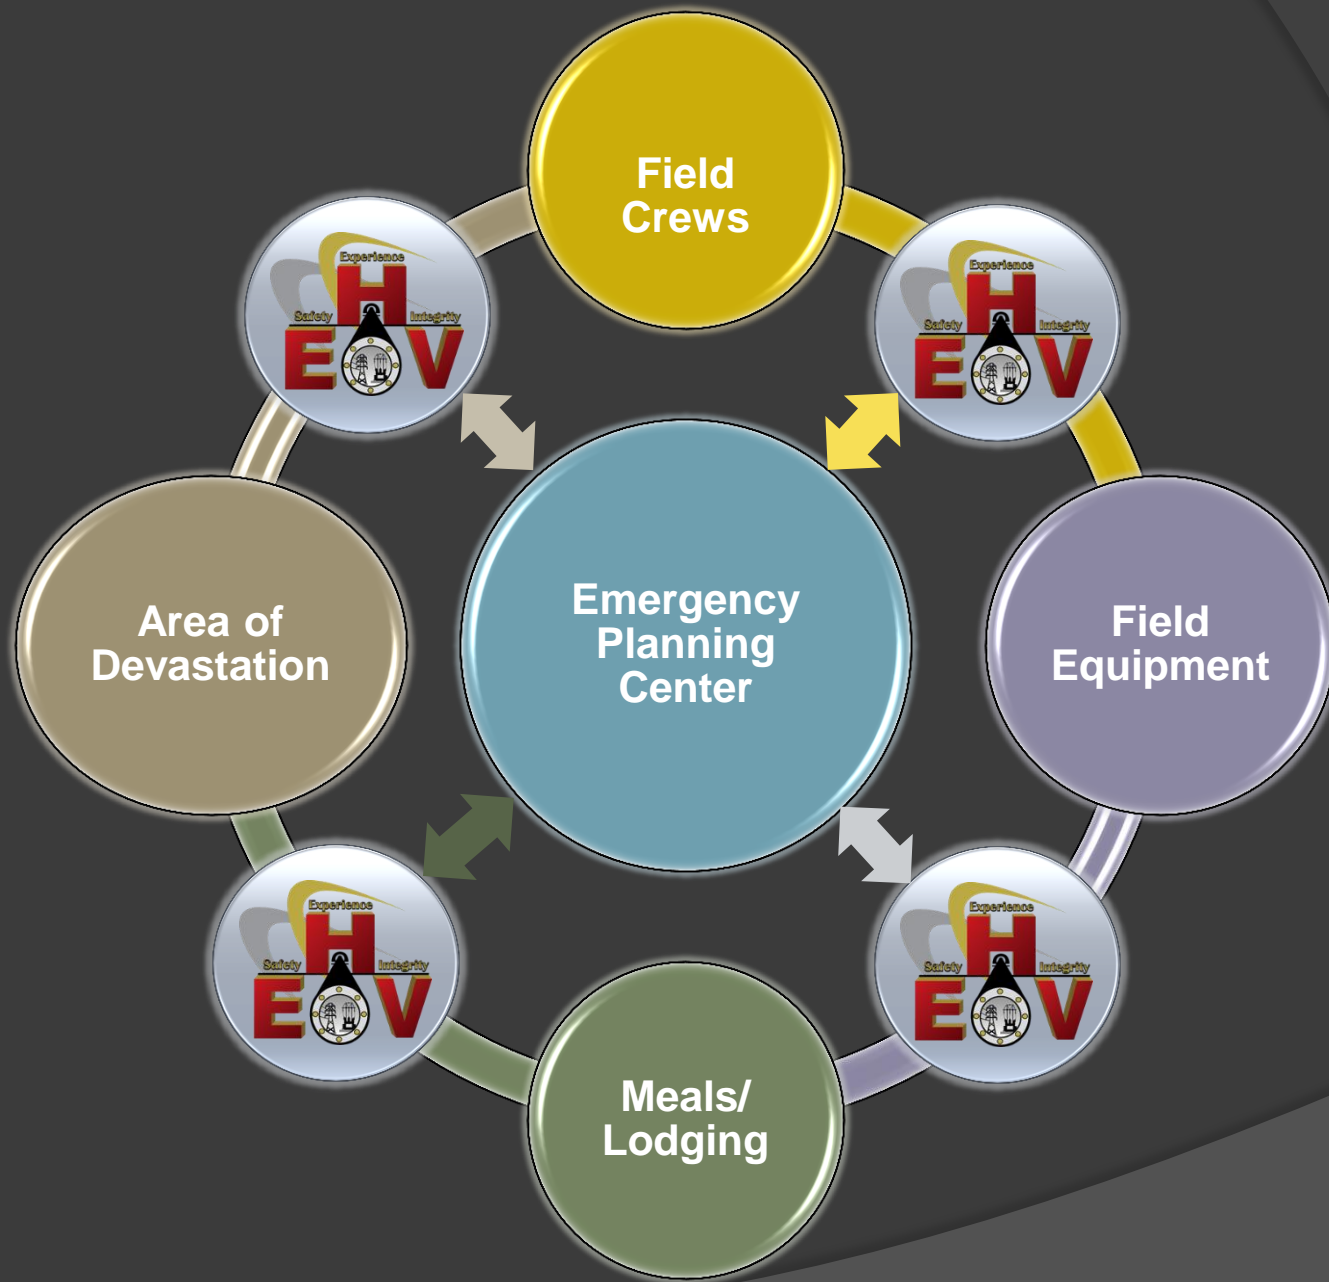 Field
Crews
Experience
H
Safety Integrity
E V
Experience
H
Safety Integrity
E V
Area of
Devastation
Emergency
Planning
Center
Field
Equipment
Experience
H
Safety Integrity
E V
Experience
H
Safety Integrity
E V
Meals/
Lodging